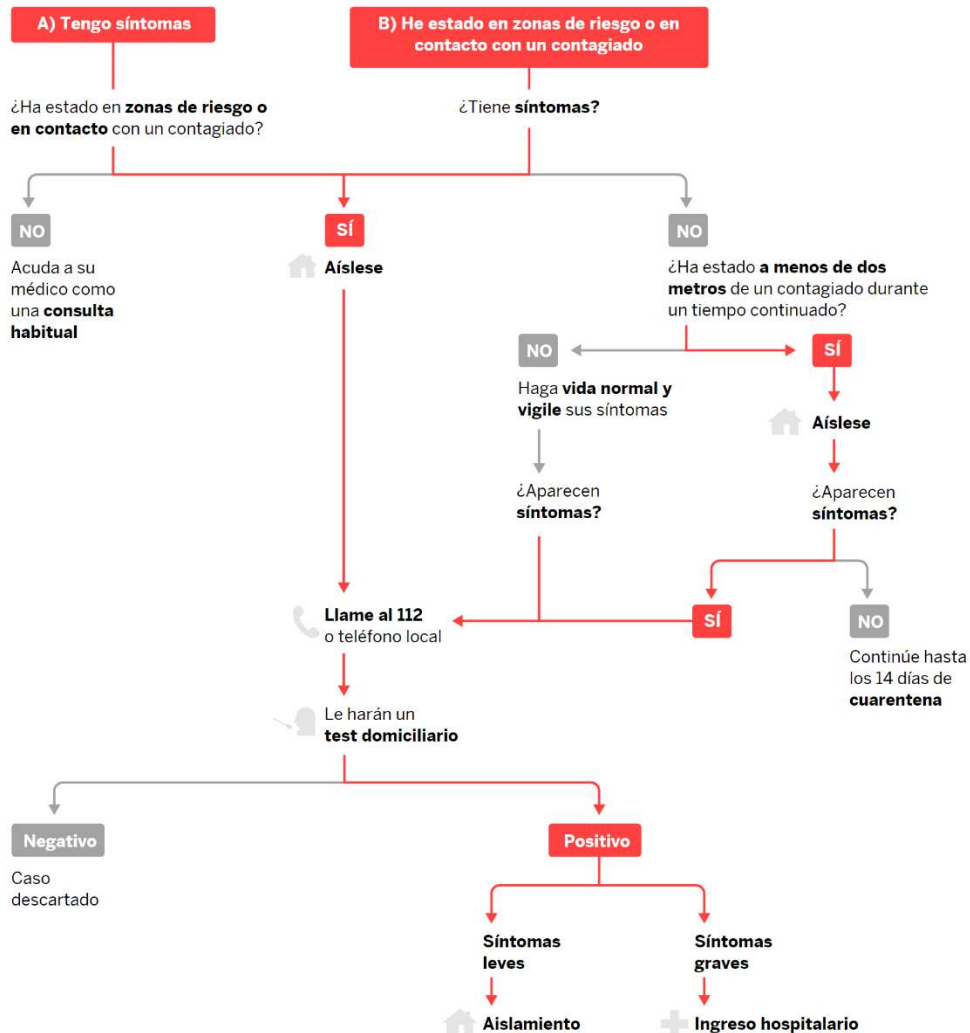 A) Tengo síntomas
B) He estado en zonas de riesgo o en
contacto con un contagiado
¿Ha estado en zonas de riesgo o
en contacto con un contagiado?
¿Tiene síntomas?
NO
Acuda a su
médico como
una consulta
habitual
SÍ
Aíslese
NO
¿Ha estado a menos de dos
metros de un contagiado durante
un tiempo continuado?
NO
Haga vida normal y
vigile sus síntomas
¿Aparecen
síntomas?
SÍ
Aíslese
¿Aparecen
síntomas?
SÍ
NO
Continúe hasta
los 14 días de
cuarentena
Llame al 112
o teléfono local
Le harán un
test domiciliario
Negativo
Caso
descartado
Positivo
Síntomas
leves
Aislamiento
Síntomas
graves
Ingreso hospitalario